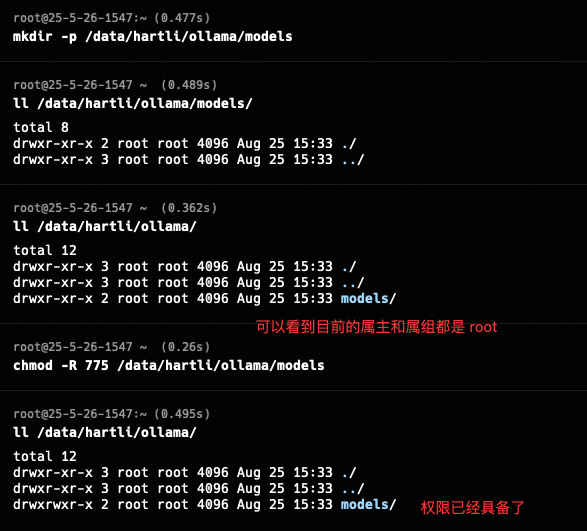 root@25-5-26-1547:~ (0.477s)
mkdir -p /data/hartli/ollama/models
root@25-5-26-1547 ~ (0.489s)
ll /data/hartli/ollama/models/
total 8
drwxr-xr-x 2 root root 4096 Aug 25 15:33 ./
drwxr-xr-x 3 root root 4096 Aug 25 15:33 ../
root@25-5-26-1547 ~ (0.362s)
ll /data/hartli/ollama/
total 12
drwxr-xr-x 3 root root 4096 Aug 25 15:33 ./
drwxr-xr-x 3 root root 4096 Aug 25 15:33 ../
drwxr-xr-x 2 root root 4096 Aug 25 15:33 models/
可以看到目前的属主和属组都是 root
root@25-5-26-1547 ~ (0.26s)
chmod -R 775 /data/hartli/ollama/models
root@25-5-26-1547:~ (0.495s)
ll /data/hartli/ollama/
total 12
drwxr-xr-x 3 root root 4096 Aug 25 15:33 ./
drwxr-xr-x 3 root root 4096 Aug 25 15:33 ../
drwxrwxr-x 2 root root 4096 Aug 25 15:33 models/ 权限已经具备了